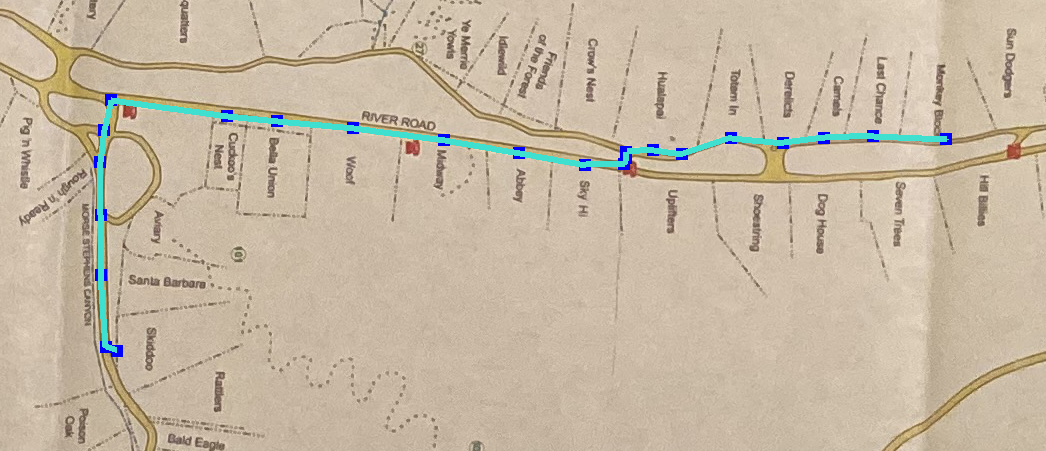 Ye Merrie
Yowls
Idlewild
Friends
of the Forest
Crow's Nest
Hualapai
Totem In
Derelicts
Camels
Last Chance
Monkey
Sun Dodgers
Pig 'n Whistle
RIVER ROAD
Cuckoo's
Nest
Bella Union
Woof
Midway
Abbey
Sky Hi
Uplifters
Shoestring
Dog House
Seven Trees
Hill Billies
Rough 'n Ready
Aviary
MORSE STEPHENS CANYON
Santa Barbara
Skiddoo
Rattlers
Poison
Oak
Bald Eagle